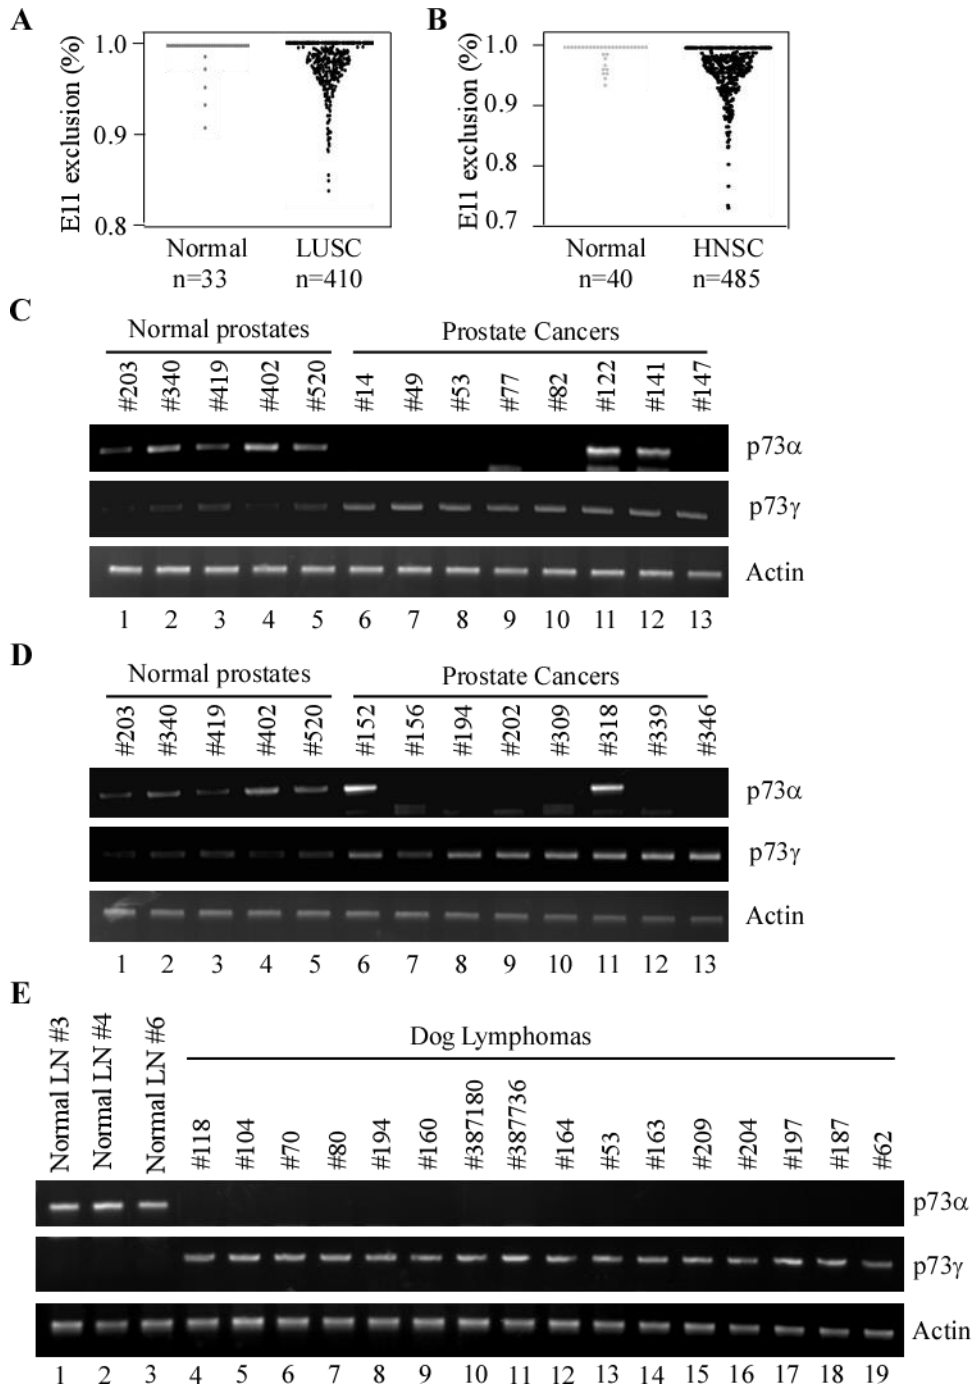 A
E11 exclusion (%)
1.0
0.9
0.8
Normal
n=33
LUSC
n=410
B
E11 exclusion (%)
1.0
0.9
0.8
0.7
Normal
n=40
HNSC
n=485
C
Normal prostates
Prostate Cancers
#203 #340 #419 #402 #520 #14 #49 #53 #77 #82 #122 #141 #147
p73α
p73γ
Actin
1 2 3 4 5 6 7 8 9 10 11 12 13
D
Normal prostates
Prostate Cancers
#203 #340 #419 #402 #520 #152 #156 #194 #202 #309 #318 #339 #346
p73α
p73γ
Actin
1 2 3 4 5 6 7 8 9 10 11 12 13
E
Normal LN #3
Normal LN #4
Normal LN #6
Dog Lymphomas
#118 #104 #70 #80 #194 #160 #387180 #387736 #164 #53 #163 #209 #204 #197 #187 #62
p73α
p73γ
Actin
1 2 3 4 5 6 7 8 9 10 11 12 13 14 15 16 17 18 19